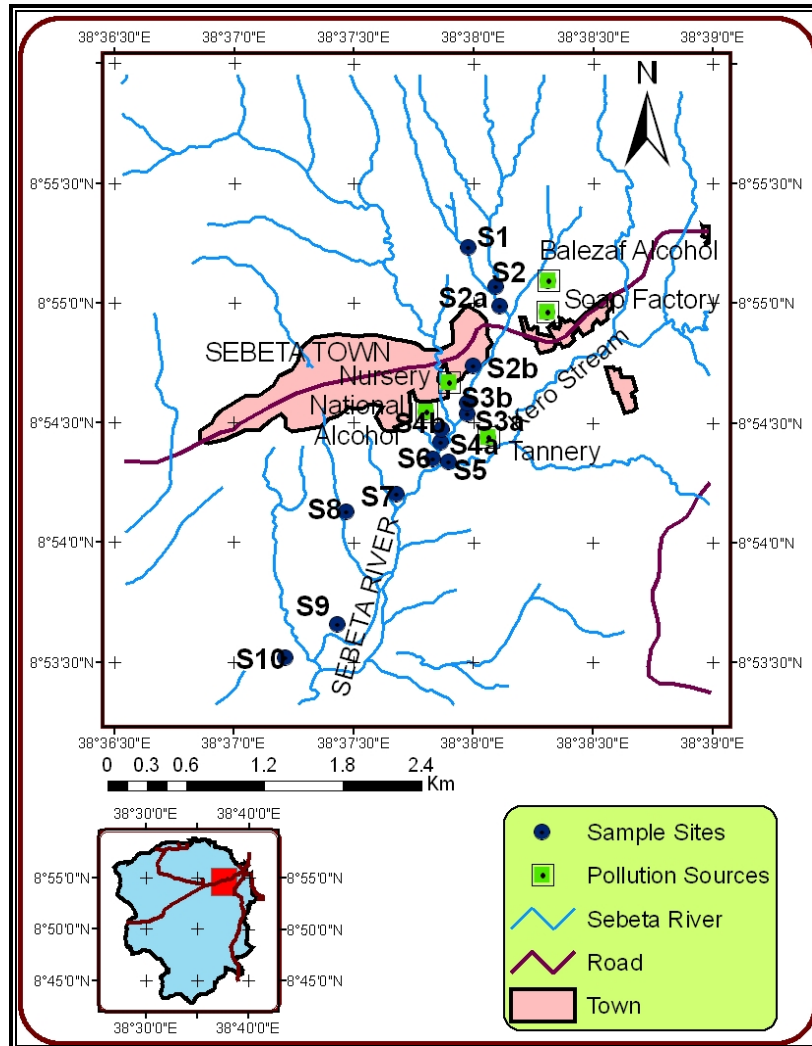 38°36'30"E 38°37'0"E 38°37'30"E 38°38'0"E 38°38'30"E 38°39'0"E
N
8°55'30"N 8°55'30"N
S1
Balezaf Alcohol
S2
8°55'0"N 8°55'0"N
S2a
Soap Factory
SEBETA TOWN
S2b
Nursery
Stream
S3b
National
8°54'30"N 8°54'30"N
S3a
S4b
Alcohol
S4a
Tannery
S6
S5
S7
S8
8°54'0"N 8°54'0"N
SEBETA RIVER
S9
S10
8°53'30"N 8°53'30"N
38°36'30"E 38°37'0"E 38°37'30"E 38°38'0"E 38°38'30"E 38°39'0"E
0 0.3 0.6 1.2 1.8 2.4
Km
38°30'0"E 38°40'0"E
8°55'0"N 8°55'0"N
8°50'0"N 8°50'0"N
8°45'0"N 8°45'0"N
38°30'0"E 38°40'0"E
Sample Sites
Pollution Sources
Sebeta River
Road
Town